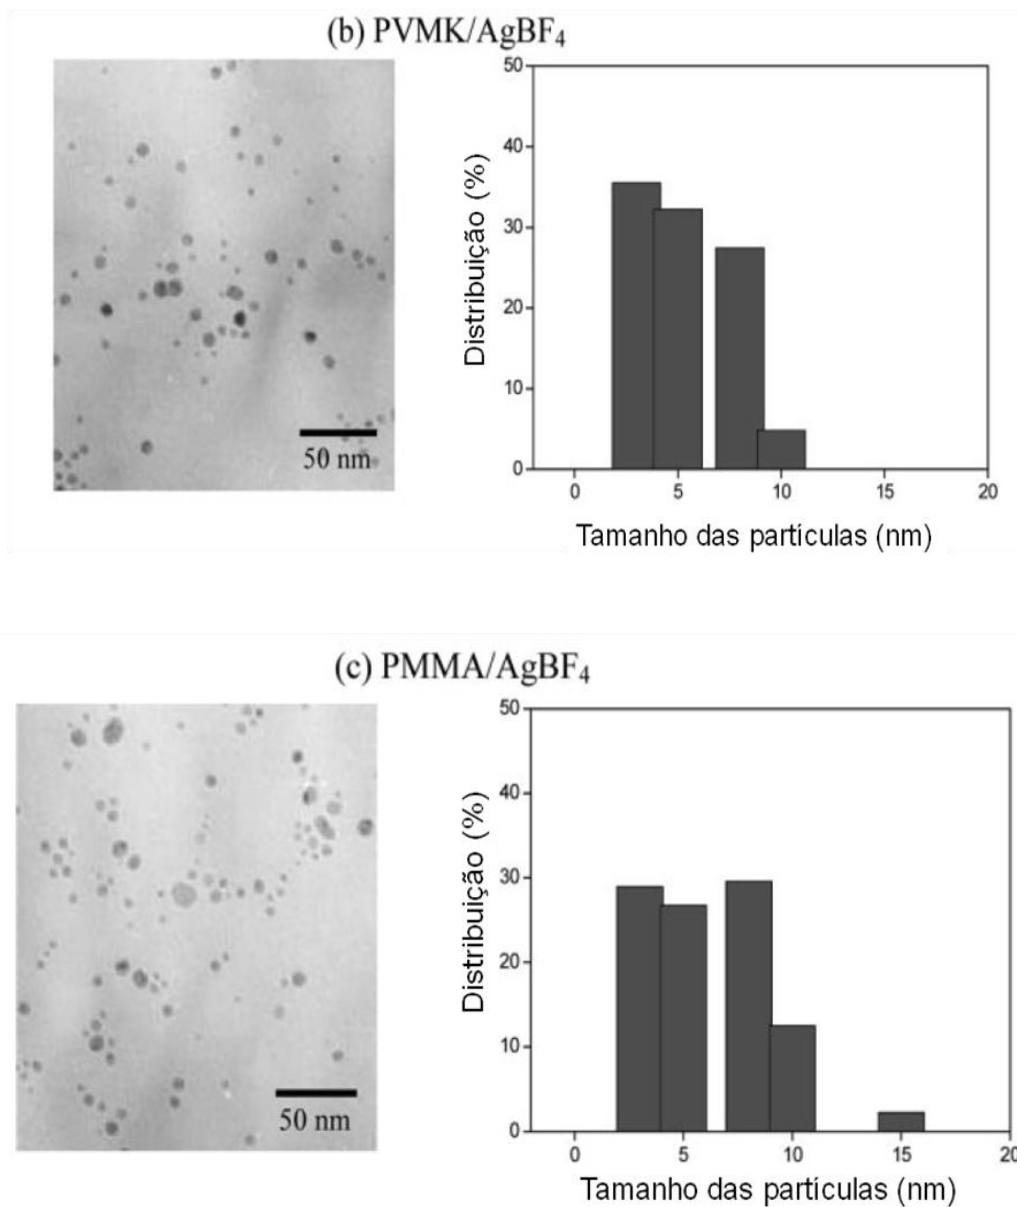 (b) PVMK/AgBF₄
50
40
30
20
10
0
Distribuição (%)
0 5 10 15 20
Tamanho das partículas (nm)
50 nm
(c) PMMA/AgBF₄
50
40
30
20
10
0
Distribuição (%)
0 5 10 15 20
Tamanho das partículas (nm)
50 nm